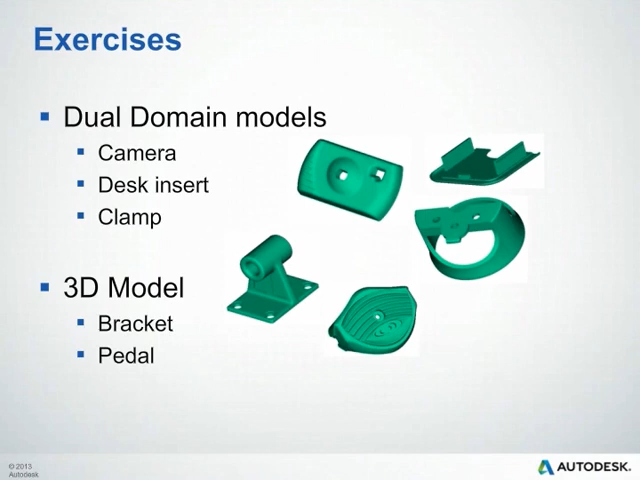 Exercises
Dual Domain models
Camera
Desk insert
Clamp
3D Model
Bracket
Pedal
© 2013
Autodesk
AUTODESK.